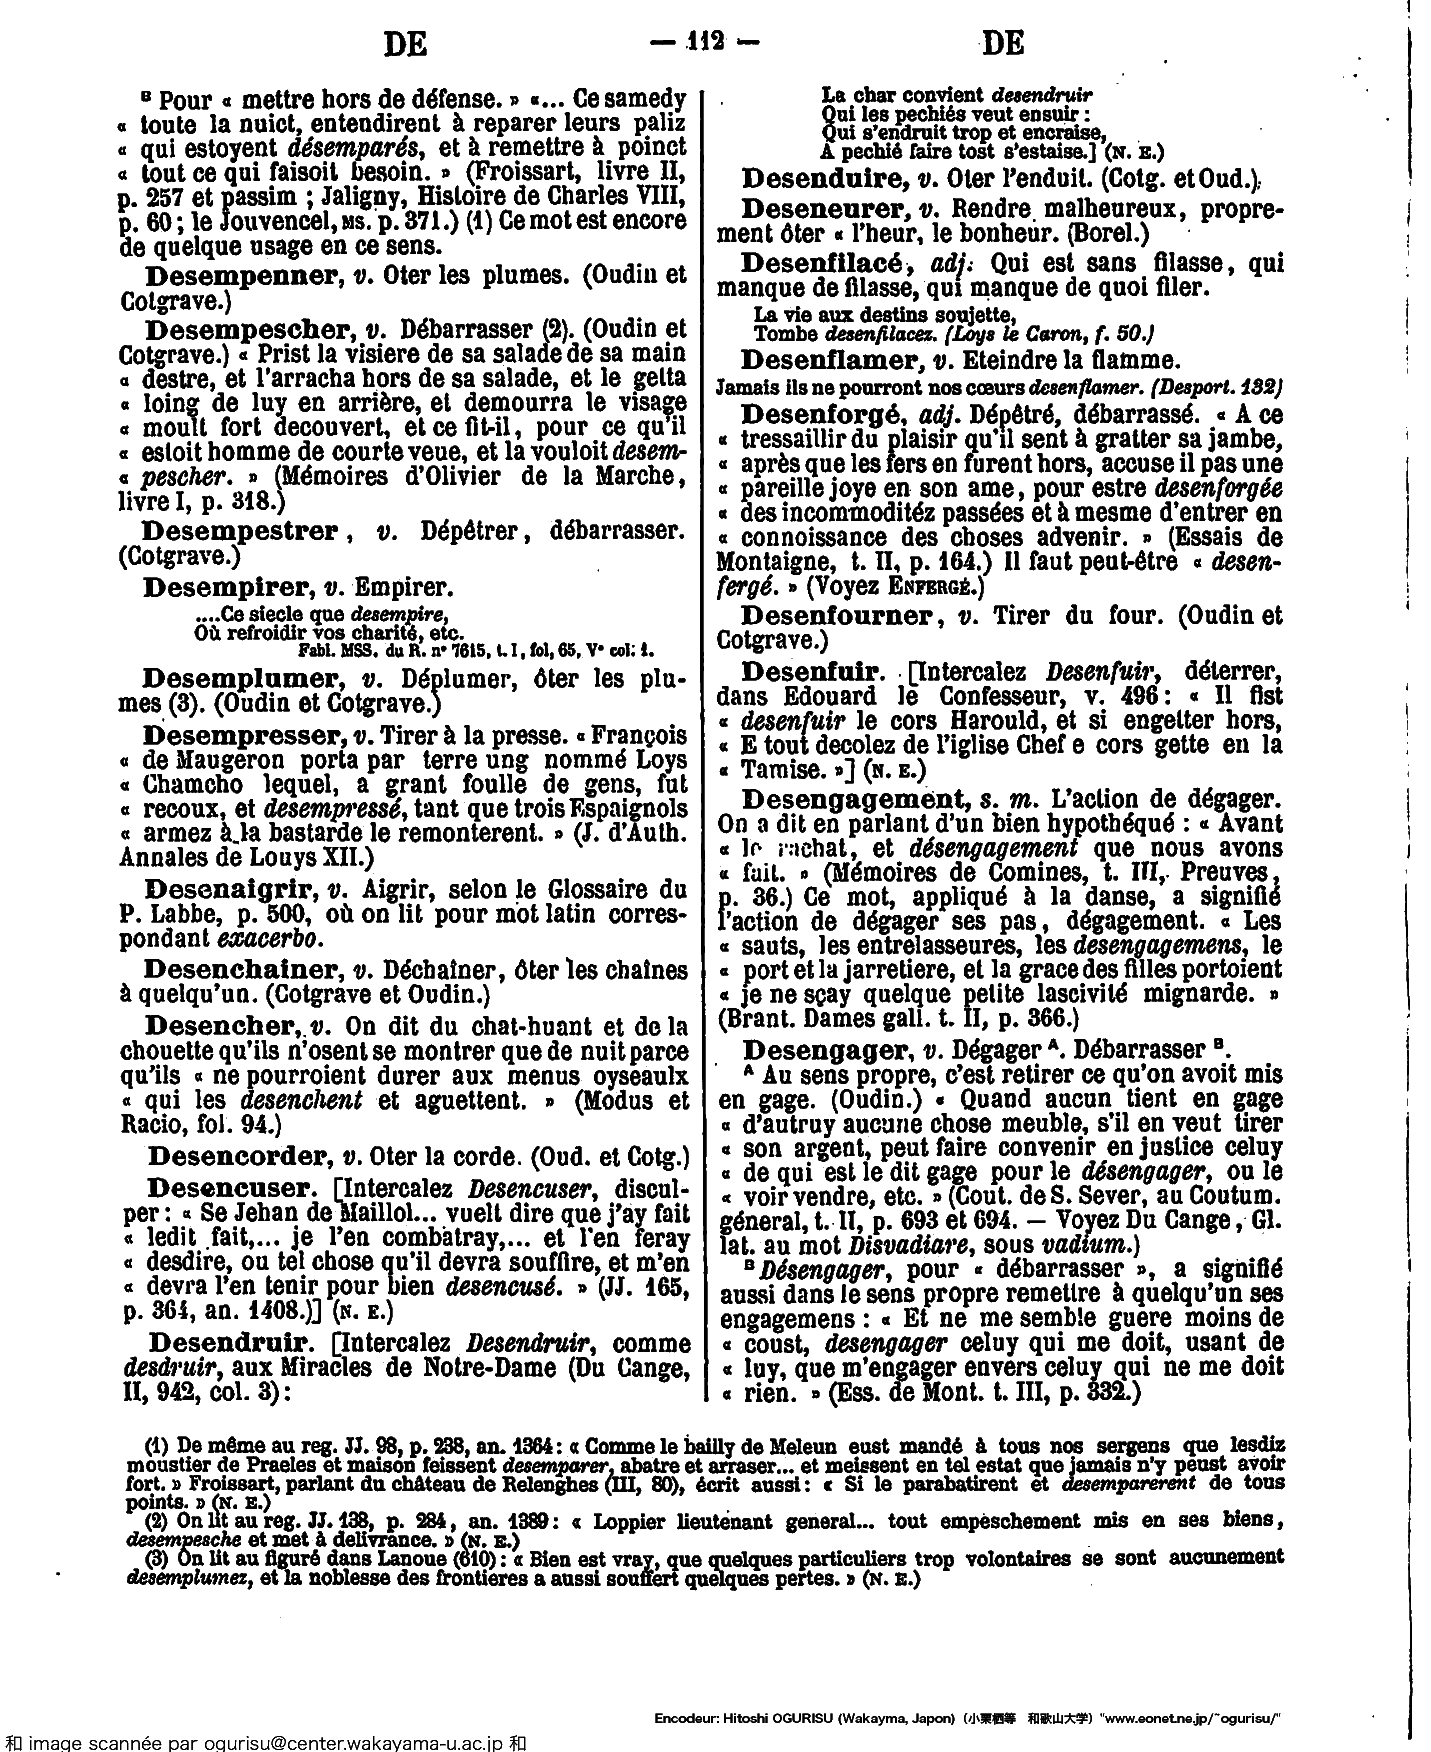 DE — 112 — DE
ᴮ Pour « mettre hors de défense. » «... Ce samedy
« toute la nuict, entendirent à reparer leurs paliz
« qui estoyent désemparés, et à remettre à poinct
« tout ce qui faisoit besoin. » (Froissart, livre II,
p. 257 et passim ; Jaligny, Histoire de Charles VIII,
p. 60 ; le Jouvencel, MS. p. 371.) (1) Ce mot est encore
de quelque usage en ce sens.
Desempenner, v. Oter les plumes. (Oudin et
Cotgrave.)
Desempescher, v. Débarrasser (2). (Oudin et
Cotgrave.) « Prist la visiere de sa salade de sa main
« destre, et l'arracha hors de sa salade, et le getta
« loing de luy en arrière, et demourra le visage
« moult fort decouvert, et ce fit-il, pour ce qu'il
« estoit homme de courte veue, et la vouloit desem-
« pescher. » (Mémoires d'Olivier de la Marche,
livre I, p. 318.)
Desempestrer, v. Dépêtrer, débarrasser.
(Cotgrave.)
Desempirer, v. Empirer.
....Ce siecle que desempire,
Où refroidir vos charité, etc.
Fabl. MSS. du R. n° 7615, t. I, fol, 65, V° col: 1.
Desemplumer, v. Déplumer, ôter les plu-
mes (3). (Oudin et Cotgrave.)
Desempresser, v. Tirer à la presse. « François
« de Maugeron porta par terre ung nommé Loys
« Chamcho lequel, a grant foulle de gens, fut
« recoux, et desempressé, tant que trois Espaignols
« armez à la bastarde le remonterent. » (J. d'Auth.
Annales de Louys XII.)
Desenaigrir, v. Aigrir, selon le Glossaire du
P. Labbe, p. 500, où on lit pour mot latin corres-
pondant exacerbo.
Desenchainer, v. Déchaîner, ôter les chaînes
à quelqu'un. (Cotgrave et Oudin.)
Desencher, v. On dit du chat-huant et de la
chouette qu'ils n'osent se montrer que de nuit parce
qu'ils « ne pourroient durer aux menus oyseaulx
« qui les desenchent et aguettent. » (Modus et
Racio, fol. 94.)
Desencorder, v. Oter la corde. (Oud. et Cotg.)
Desencuser. [Intercalez Desencuser, discul-
per : « Se Jehan de Maillol... vuelt dire que j'ay fait
« ledit fait,... je l'en combatray,... et l'en feray
« desdire, ou tel chose qu'il devra souffire, et m'en
« devra l'en tenir pour bien desencusé. » (JJ. 165,
p. 364, an. 1408.)] (N. E.)
Desendruir. [Intercalez Desendruir, comme
desdruir, aux Miracles de Notre-Dame (Du Cange,
II, 942, col. 3) :
La char convient desendruir
Qui les pechiés veut ensuir :
Qui s'endruit trop et encraise,
A pechié faire tost s'estaise.] (N. E.)
Desenduire, v. Oter l'enduit. (Cotg. et Oud.)
Deseneurer, v. Rendre malheureux, propre-
ment ôter « l'heur, le bonheur. (Borel.)
Desenfilacé, adj. Qui est sans filasse, qui
manque de filasse, qui manque de quoi filer.
La vie aux destins soujette,
Tombe desenfilacez. (Loys le Caron, f. 50.)
Desenflamer, v. Eteindre la flamme.
Jamais ils ne pourront nos cœurs desenflamer. (Desport. 132)
Desenforgé, adj. Dépêtré, débarrassé. « A ce
« tressaillir du plaisir qu'il sent à gratter sa jambe,
« après que les fers en furent hors, accuse il pas une
« pareille joye en son ame, pour estre desenforgée
« des incommoditéz passées et à mesme d'entrer en
« connoissance des choses advenir. » (Essais de
Montaigne, t. II, p. 164.) Il faut peut-être « desen-
fergé. » (Voyez ENFERGÉ.)
Desenfourner, v. Tirer du four. (Oudin et
Cotgrave.)
Desenfuir. [Intercalez Desenfuir, déterrer,
dans Edouard le Confesseur, v. 496 : « Il fist
« desenfuir le cors Harould, et si engetter hors,
« E tout decolez de l'iglise Chef e cors gette en la
« Tamise. »] (N. E.)
Desengagement, s. m. L'action de dégager.
On a dit en parlant d'un bien hypothéqué : « Avant
« le rachat, et désengagement que nous avons
« fait. » (Mémoires de Comines, t. III, Preuves,
p. 36.) Ce mot, appliqué à la danse, a signifié
l'action de dégager ses pas, dégagement. « Les
« sauts, les entrelasseures, les desengagemens, le
« port et la jarretiere, et la grace des filles portoient
« je ne sçay quelque petite lascivité mignarde. »
(Brant. Dames gall. t. II, p. 366.)
Desengager, v. Dégager ᴬ. Débarrasser ᴮ.
ᴬ Au sens propre, c'est retirer ce qu'on avoit mis
en gage. (Oudin.) « Quand aucun tient en gage
« d'autruy aucune chose meuble, s'il en veut tirer
« son argent, peut faire convenir en justice celuy
« de qui est le dit gage pour le désengager, ou le
« voir vendre, etc. » (Cout. de S. Sever, au Coutum.
géneral, t. II, p. 693 et 694. — Voyez Du Cange, Gl.
lat. au mot Disvadiare, sous vadium.)
ᴮ Désengager, pour « débarrasser », a signifié
aussi dans le sens propre remettre à quelqu'un ses
engagemens : « Et ne me semble guere moins de
« coust, desengager celuy qui me doit, usant de
« luy, que m'engager envers celuy qui ne me doit
« rien. » (Ess. de Mont. t. III, p. 332.)
(1) De même au reg. JJ. 98, p. 238, an. 1364 : « Comme le bailly de Meleun eust mandé à tous nos sergens que lesdiz
moustier de Praeles et maison feissent desemparer, abatre et arraser... et meissent en tel estat que jamais n'y peust avoir
fort. » Froissart, parlant du château de Relenghes (III, 80), écrit aussi : « Si le parabatirent et desemparerent de tous
points. » (N. E.)
(2) On lit au reg. JJ. 138, p. 284, an. 1389 : « Loppier lieutenant general... tout empeschement mis en ses biens,
desempesche et met à delivrance. » (N. E.)
(3) On lit au figuré dans Lanoue (610) : « Bien est vray, que quelques particuliers trop volontaires se sont aucunement
desemplumez, et la noblesse des frontieres a aussi souffert quelques pertes. » (N. E.)
Encodeur: Hitoshi OGURISU (Wakayma, Japon) (小栗栖等 和歌山大学) "www.eonet.ne.jp/~ogurisu/"
和 image scannée par ogurisu@center.wakayama-u.ac.jp 和